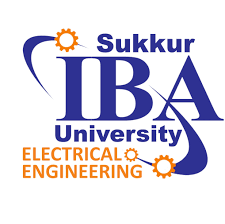 Sukkur
IBA
University
ELECTRICAL
ENGINEERING